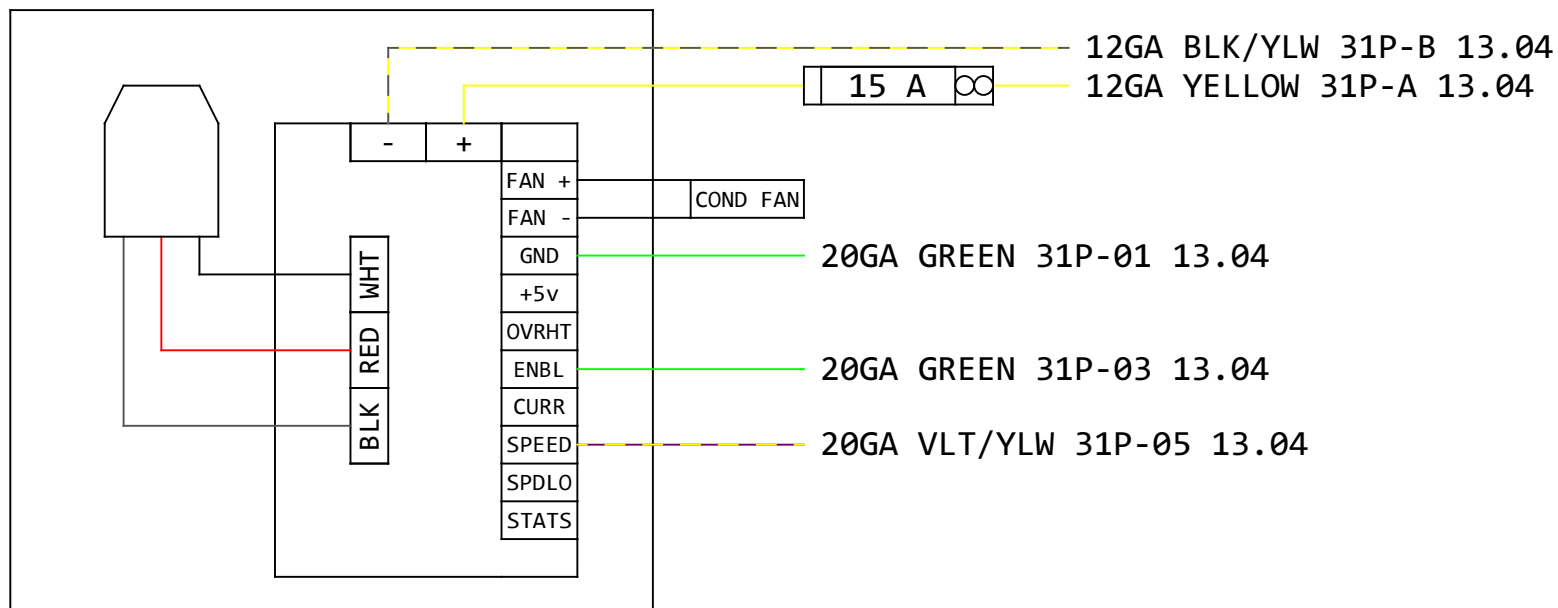 12GA BLK/YLW 31P-B 13.04
15 A
12GA YELLOW 31P-A 13.04
- +
FAN +
COND FAN
FAN -
GND
20GA GREEN 31P-01 13.04
WHT
+5v
OVRHT
RED
ENBL
20GA GREEN 31P-03 13.04
CURR
BLK
SPEED
20GA VLT/YLW 31P-05 13.04
SPDLO
STATS